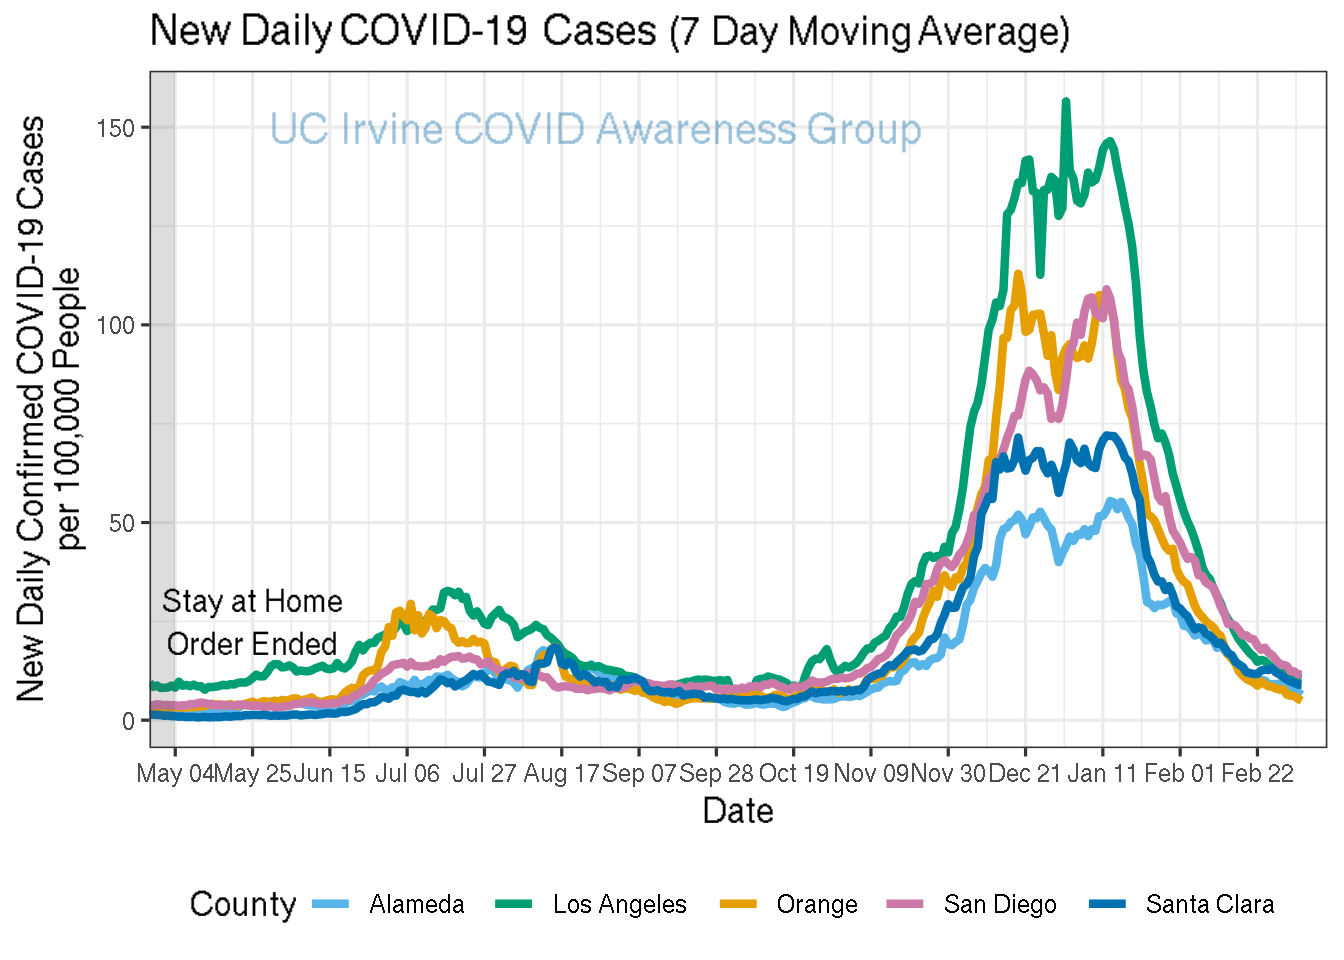 New Daily COVID-19 Cases (7 Day Moving Average)
UC Irvine COVID Awareness Group
New Daily Confirmed COVID-19 Cases
per 100,000 People
150
100
50
0
Stay at Home
Order Ended
May 04 May 25 Jun 15 Jul 06 Jul 27 Aug 17 Sep 07 Sep 28 Oct 19 Nov 09 Nov 30 Dec 21 Jan 11 Feb 01 Feb 22
Date
County Alameda Los Angeles Orange San Diego Santa Clara